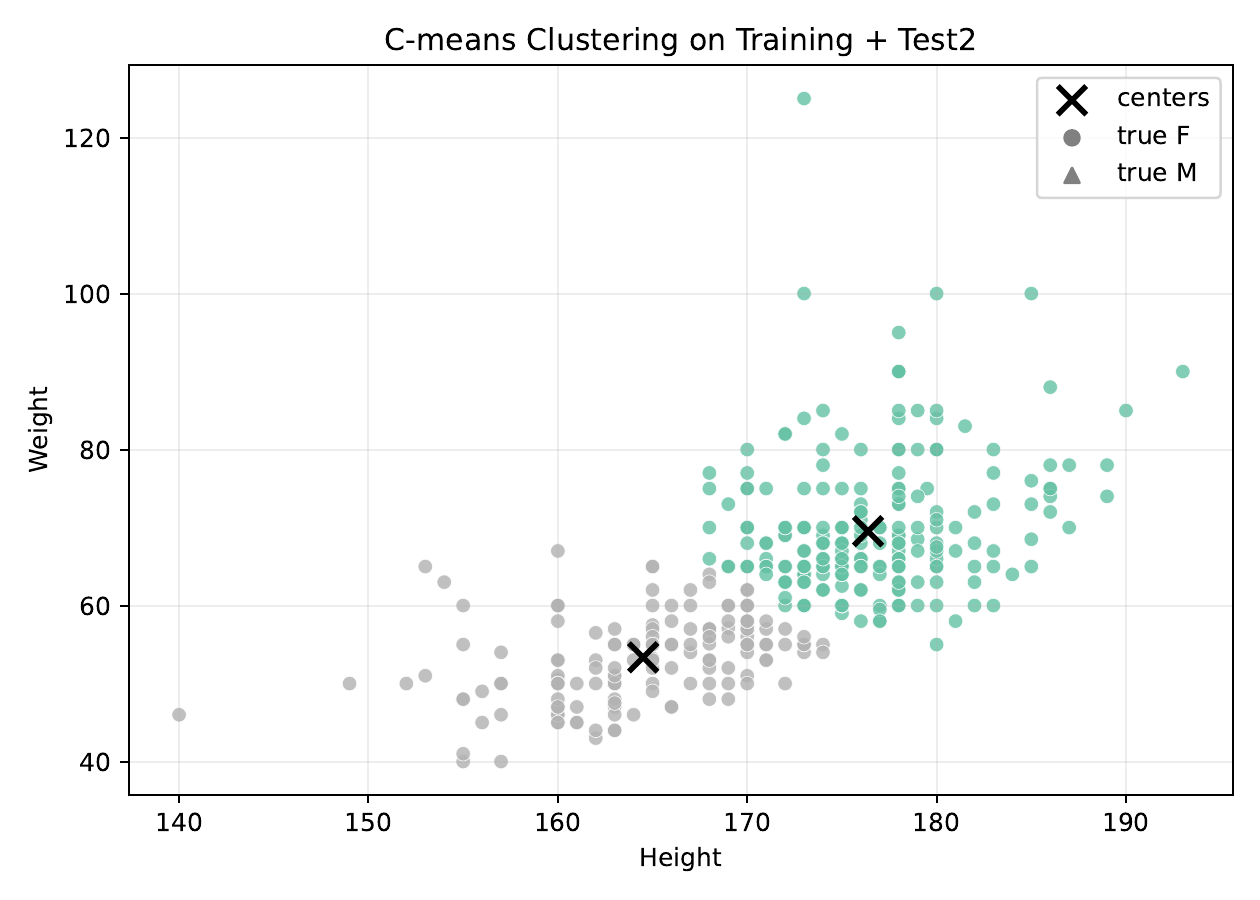 C-means Clustering on Training + Test2
centers
true F
true M
Weight
120
100
80
60
40
140 150 160 170 180 190
Height